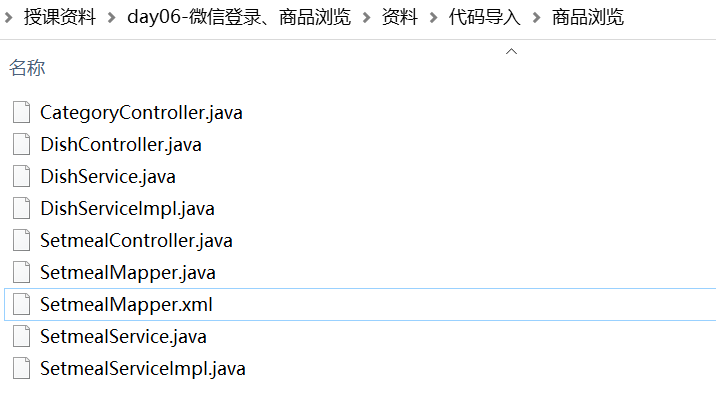 授课资料 > day06-微信登录、商品浏览 > 资料 > 代码导入 > 商品浏览
名称
CategoryController.java
DishController.java
DishService.java
DishServiceImpl.java
SetmealController.java
SetmealMapper.java
SetmealMapper.xml
SetmealService.java
SetmealServiceImpl.java